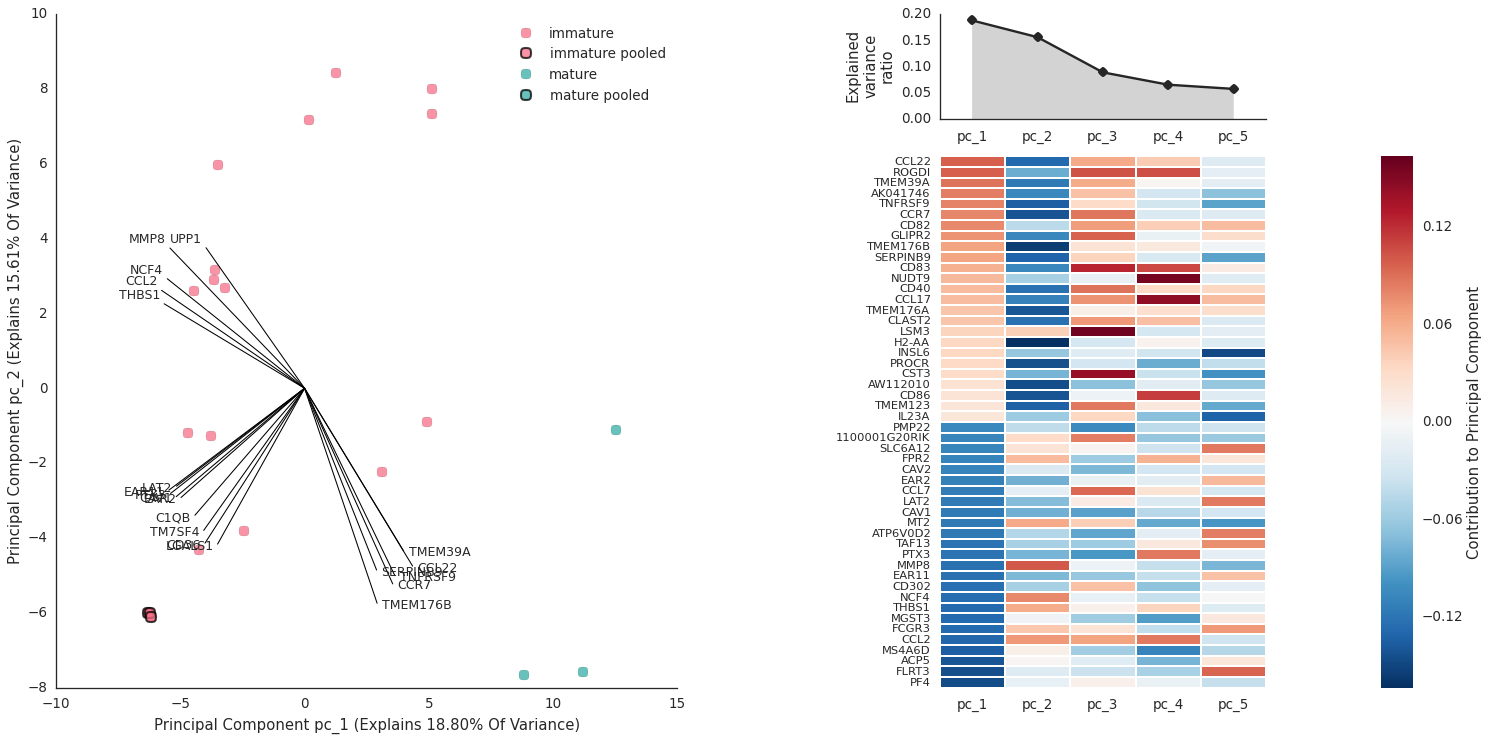 10
8
6
4
2
0
−2
−4
−6
−8
−10
−5
0
5
10
15
Principal Component pc_1 (Explains 18.80% Of Variance)
Principal Component pc_2 (Explains 15.61% Of Variance)
immature
immature pooled
mature
mature pooled
MMP8 UPP1
NCF4
CCL2
THBS1
LAT2
EAR2
C1QB
TM7SF4
TMEM39A
CCL22
SERPINB9
TNFRSF9
CCR7
TMEM176B
Explained
variance
ratio
0.20
0.15
0.10
0.05
0.00
pc_1 pc_2 pc_3 pc_4 pc_5
CCL22
ROGDI
TMEM39A
AK041746
TNFRSF9
CCR7
CD82
GLIPR2
TMEM176B
SERPINB9
CD83
NUDT9
CD40
CCL17
TMEM176A
CLAST2
LSM3
H2-AA
INSL6
PROCR
CST3
AW112010
CD86
TMEM123
IL23A
PMP22
1100001G20RIK
SLC6A12
FPR2
CAV2
EAR2
CCL7
LAT2
CAV1
MT2
ATP6V0D2
TAF13
PTX3
MMP8
EAR11
CD302
NCF4
THBS1
MGST3
FCGR3
CCL2
MS4A6D
ACP5
FLRT3
PF4
pc_1 pc_2 pc_3 pc_4 pc_5
0.12
0.06
0.00
−0.06
−0.12
Contribution to Principal Component